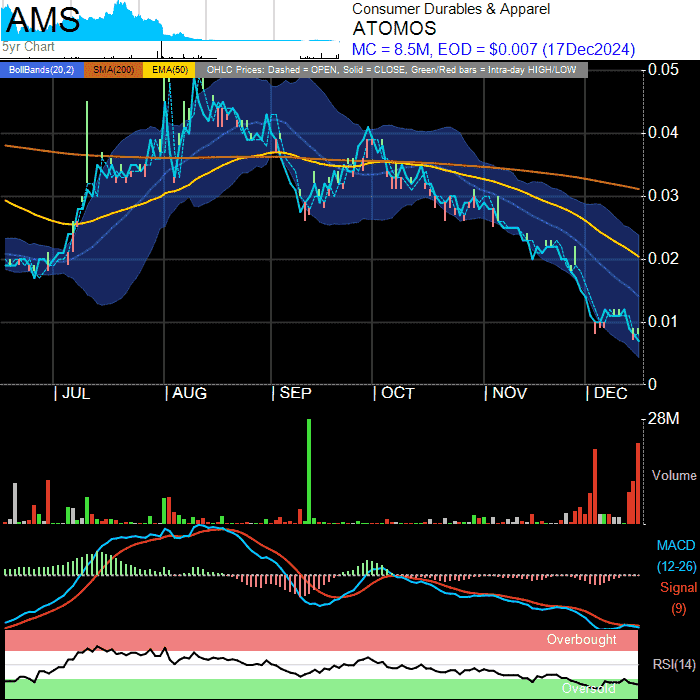 AMS
5yr Chart
Consumer Durables & Apparel
ATOMOS
MC = 8.5M, EOD = $0.007 (17Dec2024)
BollBands(20,2) SMA(200) EMA(50) OHLC Prices: Dashed = OPEN, Solid = CLOSE, Green/Red bars = Intra-day HIGH/LOW
0.05
0.04
0.03
0.02
0.01
0
| JUL | AUG | SEP | OCT | NOV | DEC
28M
Volume
MACD
(12-26)
Signal
(9)
Overbought
RSI(14)
Oversold